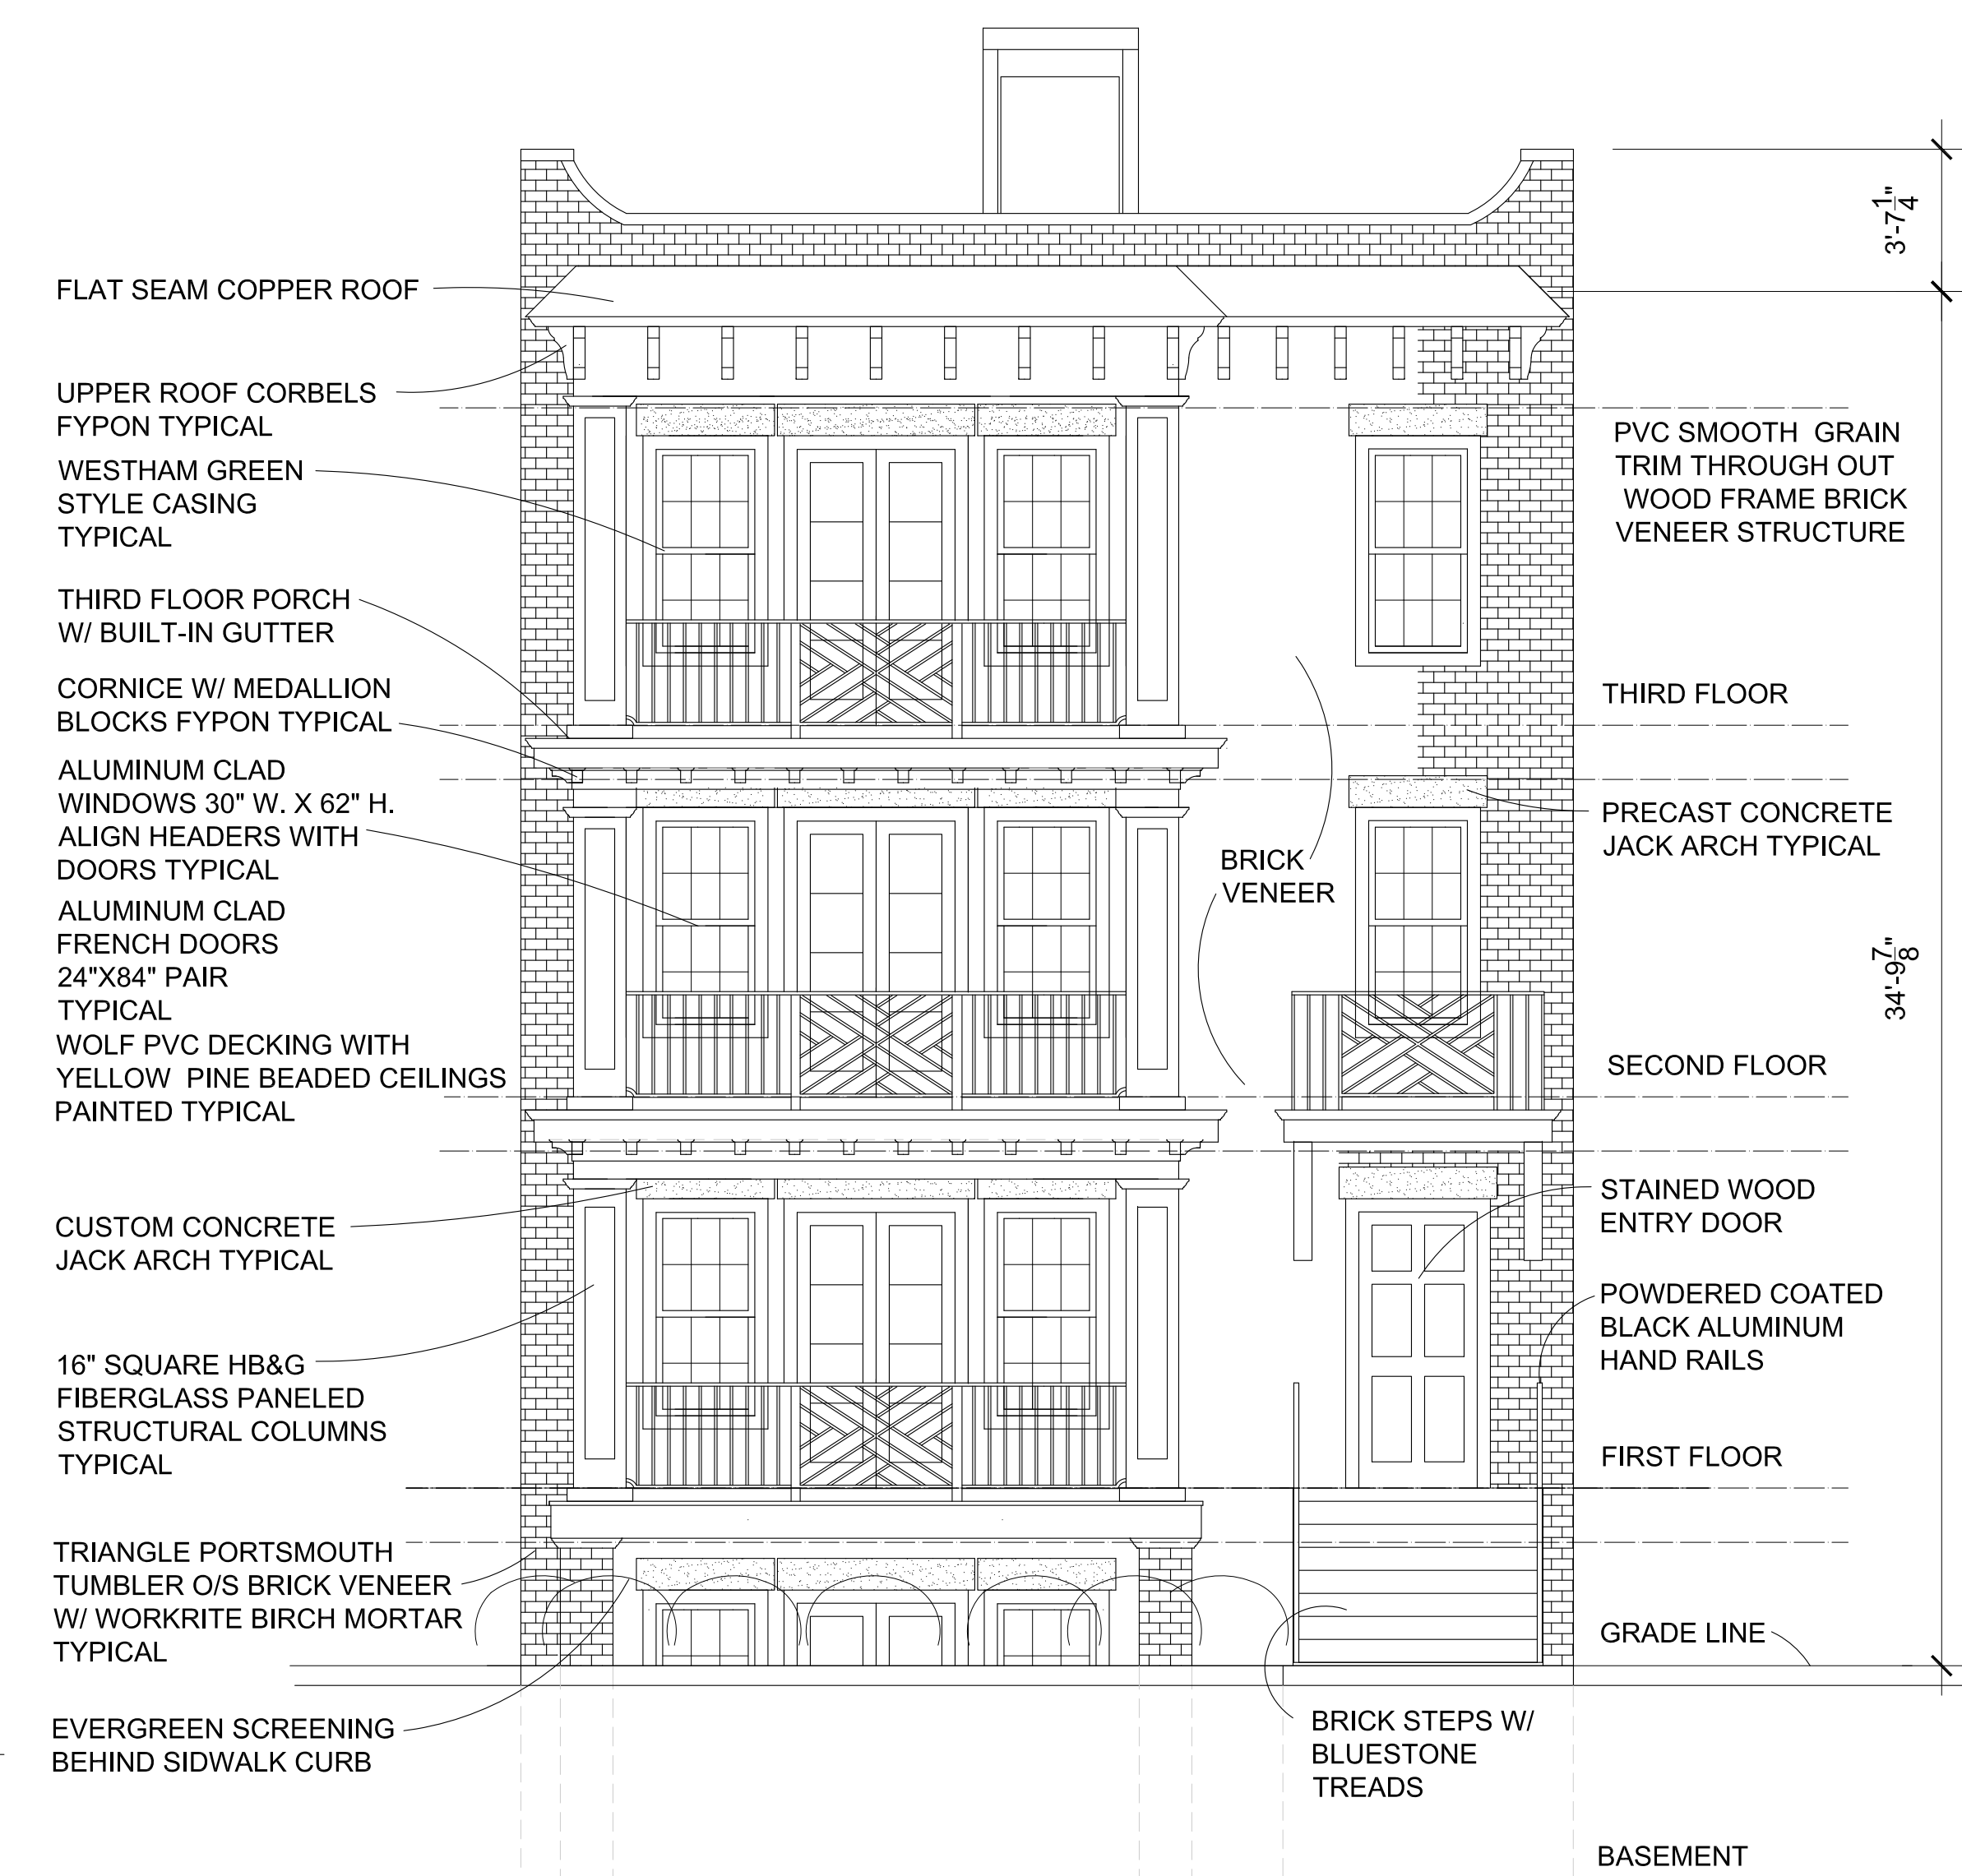 FLAT SEAM COPPER ROOF
UPPER ROOF CORBELS
FYPON TYPICAL
WESTHAM GREEN
STYLE CASING
TYPICAL
THIRD FLOOR PORCH
W/ BUILT-IN GUTTER
CORNICE W/ MEDALLION
BLOCKS FYPON TYPICAL
ALUMINUM CLAD
WINDOWS 30" W. X 62" H.
ALIGN HEADERS WITH
DOORS TYPICAL
ALUMINUM CLAD
FRENCH DOORS
24"X84" PAIR
TYPICAL
WOLF PVC DECKING WITH
YELLOW PINE BEADED CEILINGS
PAINTED TYPICAL
CUSTOM CONCRETE
JACK ARCH TYPICAL
16" SQUARE HB&G
FIBERGLASS PANELED
STRUCTURAL COLUMNS
TYPICAL
TRIANGLE PORTSMOUTH
TUMBLER O/S BRICK VENEER
W/ WORKRITE BIRCH MORTAR
TYPICAL
EVERGREEN SCREENING
BEHIND SIDWALK CURB
BRICK
VENEER
BRICK STEPS W/
BLUESTONE
TREADS
3'-7 1/4"
PVC SMOOTH GRAIN
TRIM THROUGH OUT
WOOD FRAME BRICK
VENEER STRUCTURE
THIRD FLOOR
PRECAST CONCRETE
JACK ARCH TYPICAL
34'-9 7/8"
SECOND FLOOR
STAINED WOOD
ENTRY DOOR
POWDERED COATED
BLACK ALUMINUM
HAND RAILS
FIRST FLOOR
GRADE LINE
BASEMENT